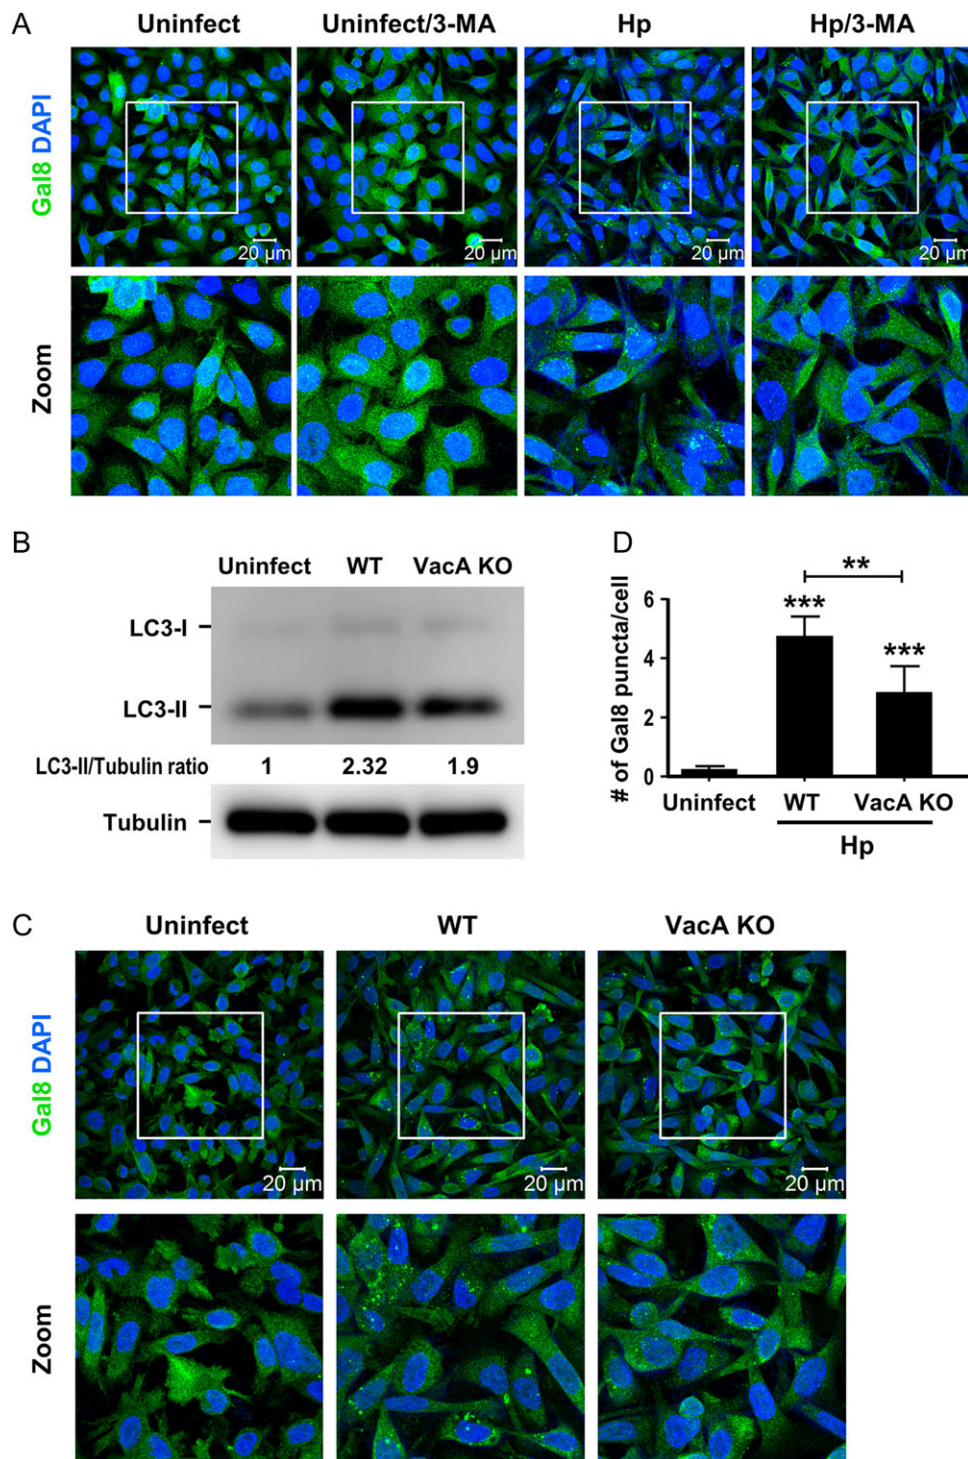 A
Uninfect Uninfect/3-MA Hp Hp/3-MA
Gal8 DAPI
20 µm 20 µm 20 µm 20 µm
Zoom
B
Uninfect WT VacA KO
LC3-I
LC3-II
LC3-II/Tubulin ratio 1 2.32 1.9
Tubulin
D
**
***
***
# of Gal8 puncta/cell
6
4
2
0
Uninfect WT VacA KO
Hp
C
Uninfect WT VacA KO
Gal8 DAPI
20 µm 20 µm 20 µm
Zoom